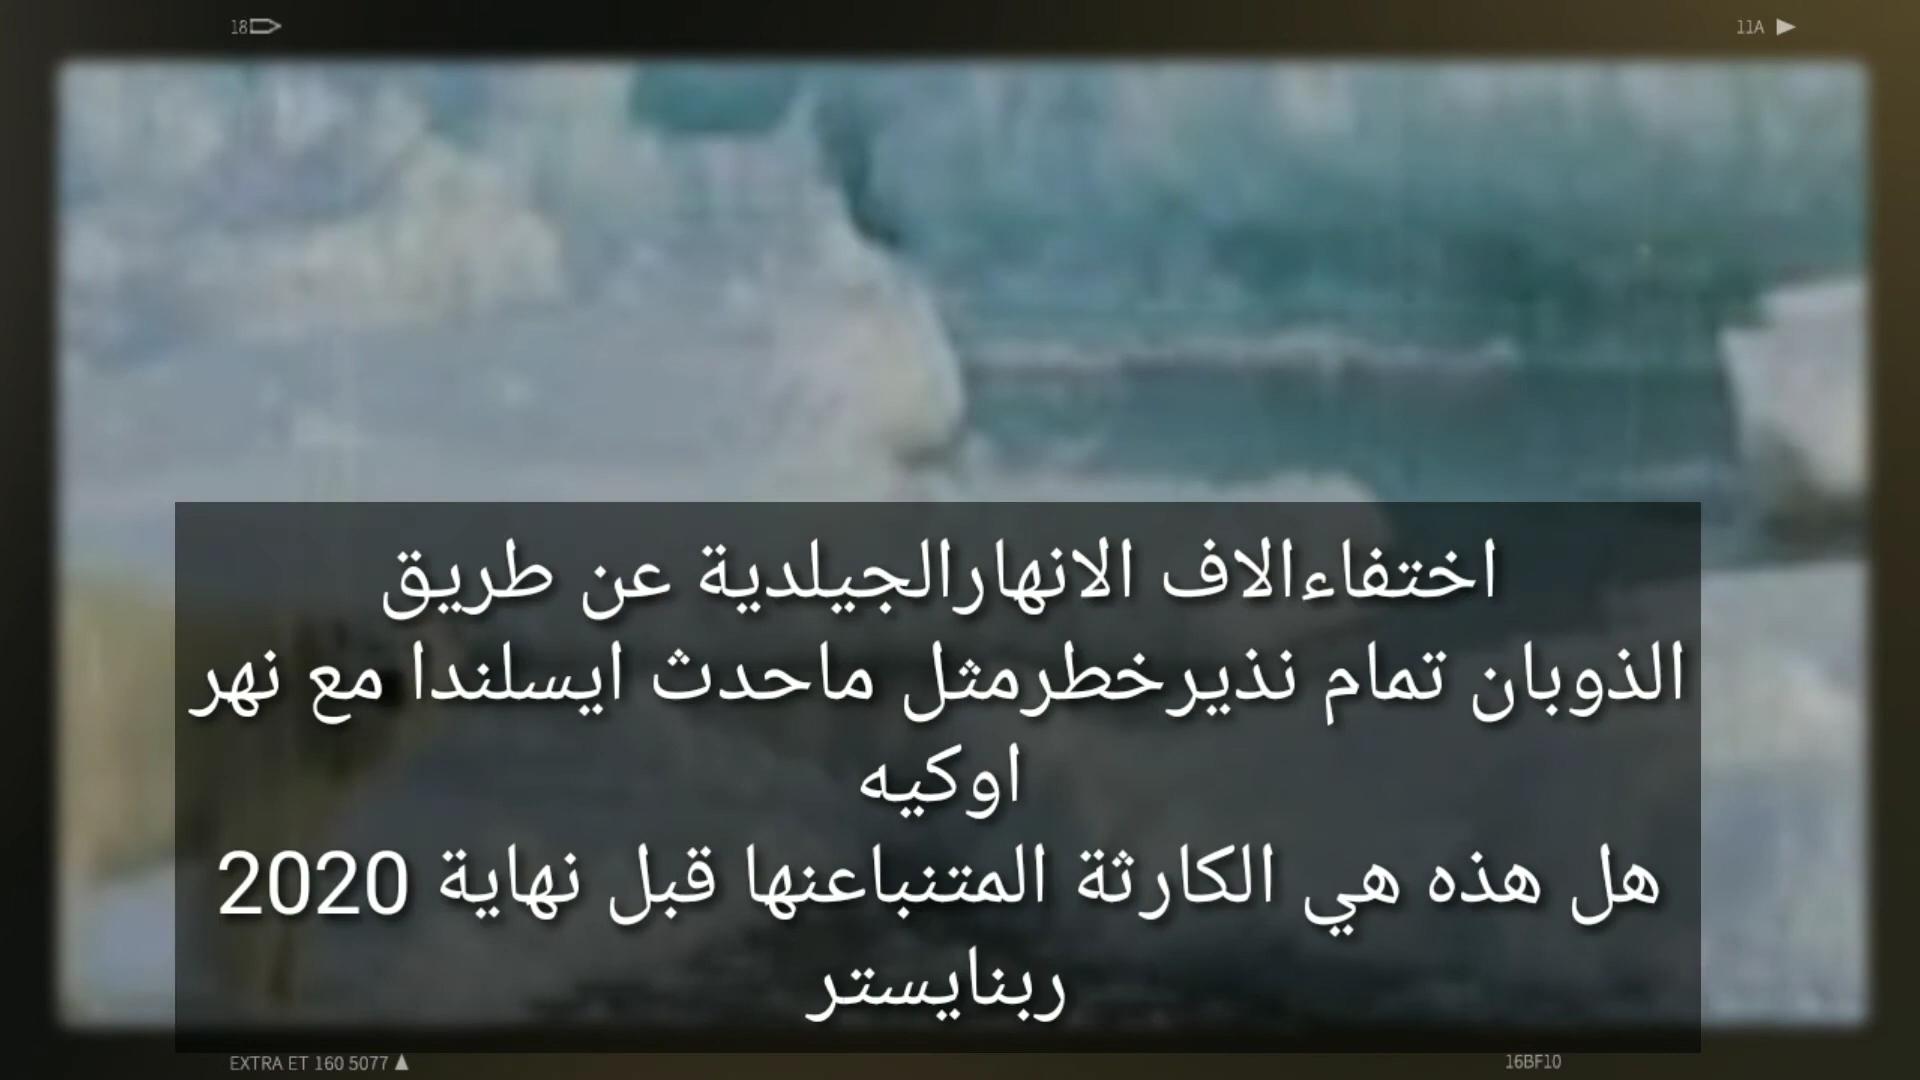 18
11A
اختفاءالاف الانهارالجيلدية عن طريق
الذوبان تمام نذيرخطرمثل ماحدث ايسلندا مع نهر
اوكيه
هل هذه هي الكارثة المتنباعنها قبل نهاية 2020
ربنايستر
EXTRA ET 160 5077
16BF10